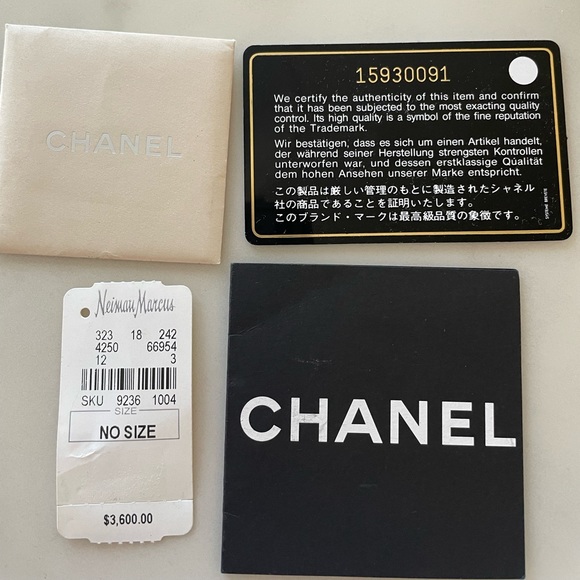 CHANEL
15930091
We certify the authenticity of this item and confirm
that it has been subjected to the most exacting quality
control. Its high quality is a symbol of the fine reputation
of the Trademark.
Wir bestätigen, dass es sich um einen Artikel handelt,
der während seiner Herstellung strengsten Kontrollen
unterworfen war, und dessen erstklassige Qüalität
dem hohen Ansehen unserer Marke entspricht.
この製品は厳しい管理のもとに製造されたシャネル
社の商品であることを証明いたします。
このブランド・マークは最高級品質の象徴です。
Neiman Marcus
323 18 242
4250 66954
12 3
SKU 9236 1004
SIZE
NO SIZE
$3,600.00
CHANEL